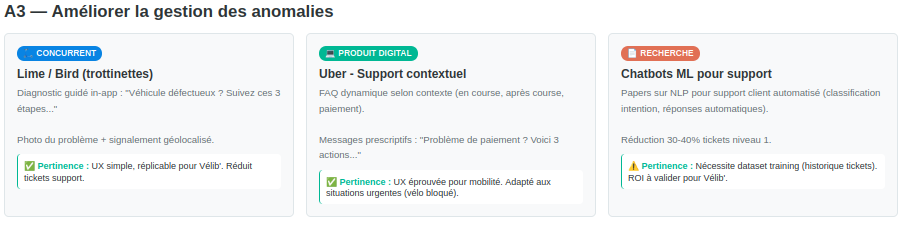 A3 — Améliorer la gestion des anomalies
CONCURRENT
Lime / Bird (trottinettes)
Diagnostic guidé in-app : "Véhicule défectueux ? Suivez ces 3
étapes..."
Photo du problème + signalement géolocalisé.
✅ Pertinence : UX simple, réplicable pour Vélib'. Réduit
tickets support.
💻 PRODUIT DIGITAL
Uber - Support contextuel
FAQ dynamique selon contexte (en course, après course,
paiement).
Messages prescriptifs : "Problème de paiement ? Voici 3
actions..."
✅ Pertinence : UX éprouvée pour mobilité. Adapté aux
situations urgentes (vélo bloqué).
📄 RECHERCHE
Chatbots ML pour support
Papers sur NLP pour support client automatisé (classification
intention, réponses automatiques).
Réduction 30-40% tickets niveau 1.
⚠️ Pertinence : Nécessite dataset training (historique tickets).
ROI à valider pour Vélib'.